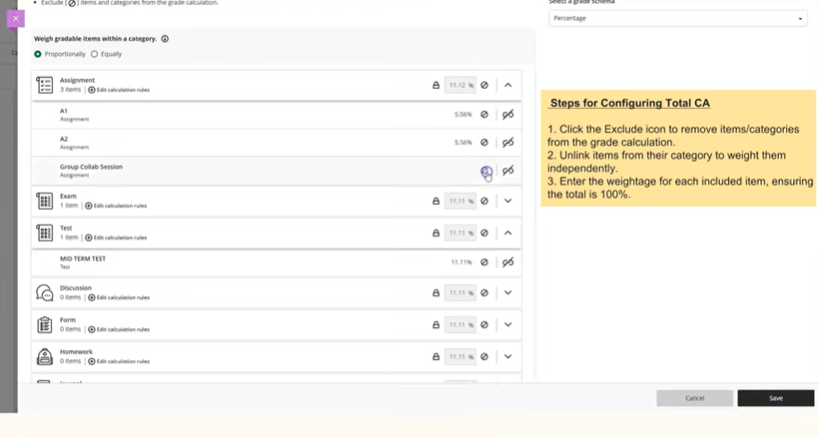 Exclude [ ] items and categories from the grade calculation.
Select a grade schema
Percentage
Weigh gradable items within a category.
Proportionally
Equally
Assignment
3 items | Edit calculation rules
11.12 %
A1
Assignment
5.56%
A2
Assignment
5.56%
Group Collab Session
Assignment
Exam
1 item | Edit calculation rules
11.11 %
Test
1 item | Edit calculation rules
11.11 %
MID TERM TEST
Test
11.11%
Discussion
0 items | Edit calculation rules
11.11 %
Form
0 items | Edit calculation rules
11.11 %
Homework
0 items | Edit calculation rules
11.11 %
Cancel
Save
Steps for Configuring Total CA
1. Click the Exclude icon to remove items/categories
from the grade calculation.
2. Unlink items from their category to weight them
independently.
3. Enter the weightage for each included item, ensuring
the total is 100%.